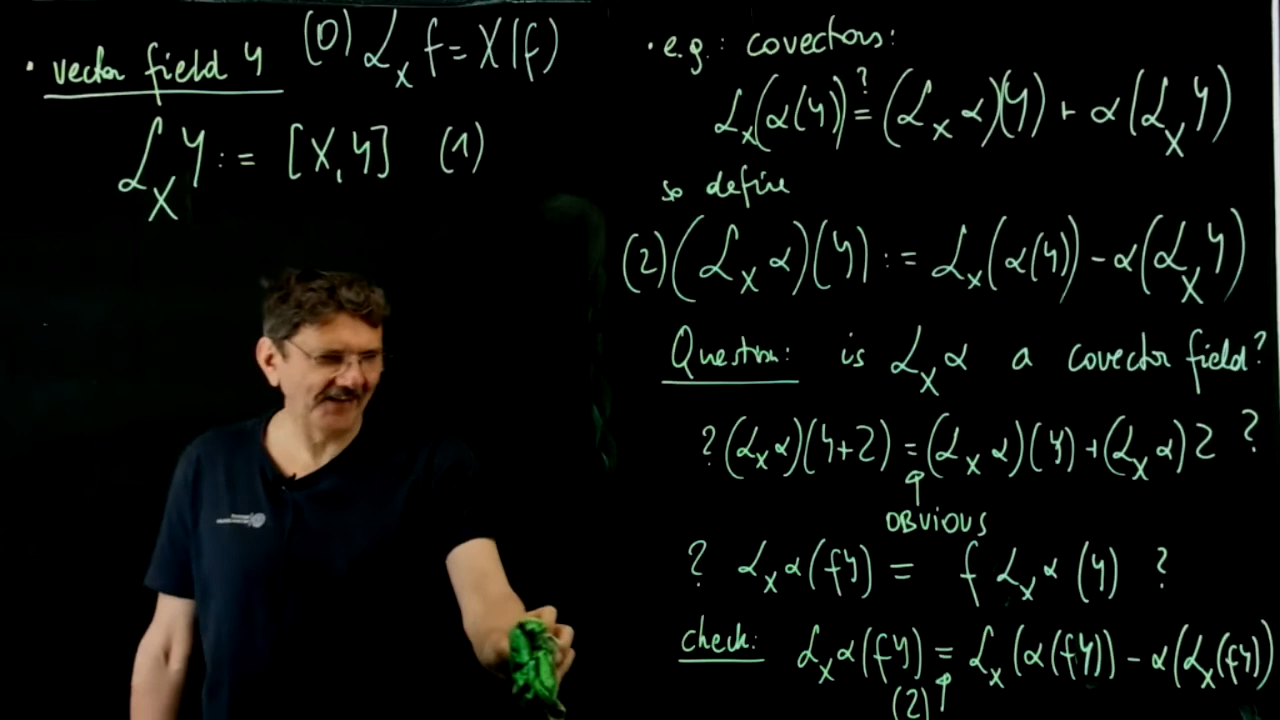 • vector field Y (0) ℒ_X f = X(f)
ℒ_X Y := [X,Y] (1)
• e.g.: covectors:
ℒ_X(α(Y)) ?= (ℒ_X α)(Y) + α(ℒ_X Y)
so define
(2) (ℒ_X α)(Y) := ℒ_X(α(Y)) - α(ℒ_X Y)
Question: is ℒ_X α a covector field?
? (ℒ_X α)(Y+Z) = (ℒ_X α)(Y) + (ℒ_X α) Z ?
OBVIOUS
? ℒ_X α(fY) = f ℒ_X α (Y) ?
check: ℒ_X α(fY) = ℒ_X(α(fY)) - α(ℒ_X(fY))
(2)